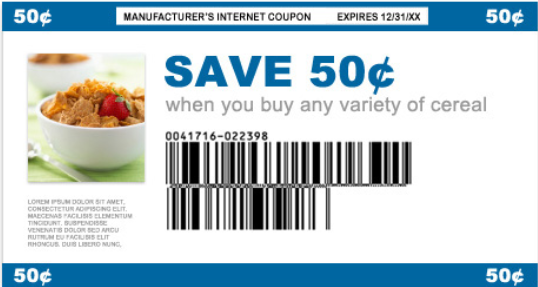 50¢ MANUFACTURER'S INTERNET COUPON EXPIRES 12/31/XX 50¢
SAVE 50¢
when you buy any variety of cereal
0041716-022398
LOREM IPSUM DOLOR SIT AMET,
CONSECTETUR ADIPISCING ELIT.
MAECENAS FACILISIS ELEMENTUM
TINCIDUNT. SUSPENDISSE
VENENATIS DOLOR SED ARCU
RUTRUM EU FACILISIS ELIT
RHONCUS. DUIS LIBERO NUNC,
50¢ 50¢